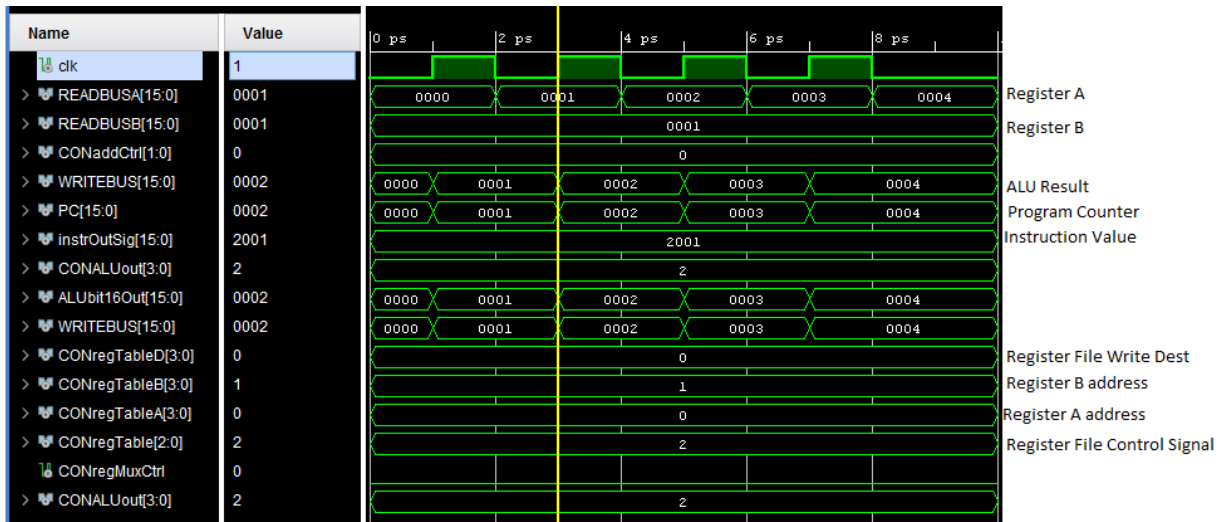 Name Value 0 ps 2 ps 4 ps 6 ps 8 ps
clk 1
READBUSA[15:0] 0001 0000 0001 0002 0003 0004 Register A
READBUSB[15:0] 0001 0001 Register B
CONaddCtrl[1:0] 0 0
WRITEBUS[15:0] 0002 0000 0001 0002 0003 0004 ALU Result
PC[15:0] 0002 0000 0001 0002 0003 0004 Program Counter
instrOutSig[15:0] 2001 2001 Instruction Value
CONALUout[3:0] 2 2
ALUbit16Out[15:0] 0002 0000 0001 0002 0003 0004
WRITEBUS[15:0] 0002 0000 0001 0002 0003 0004
CONregTableD[3:0] 0 0 Register File Write Dest
CONregTableB[3:0] 1 1 Register B address
CONregTableA[3:0] 0 0 Register A address
CONregTable[2:0] 2 2 Register File Control Signal
CONregMuxCtrl 0
CONALUout[3:0] 2 2